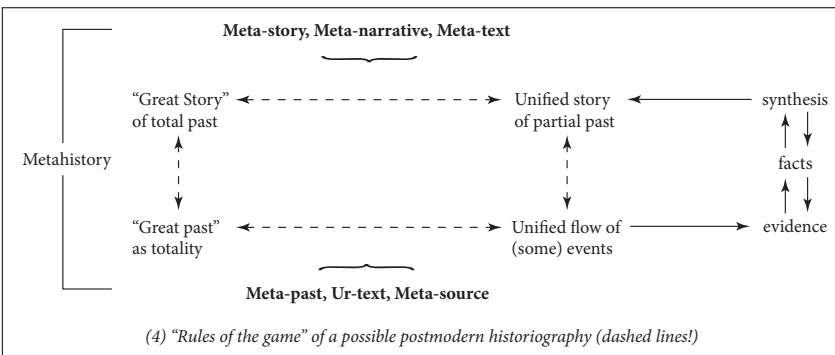 Meta-story, Meta-narrative, Meta-text
“Great Story”
of total past
Unified story
of partial past
synthesis
Metahistory
facts
“Great past”
as totality
Unified flow of
(some) events
evidence
Meta-past, Ur-text, Meta-source
(4) “Rules of the game” of a possible postmodern historiography (dashed lines!)